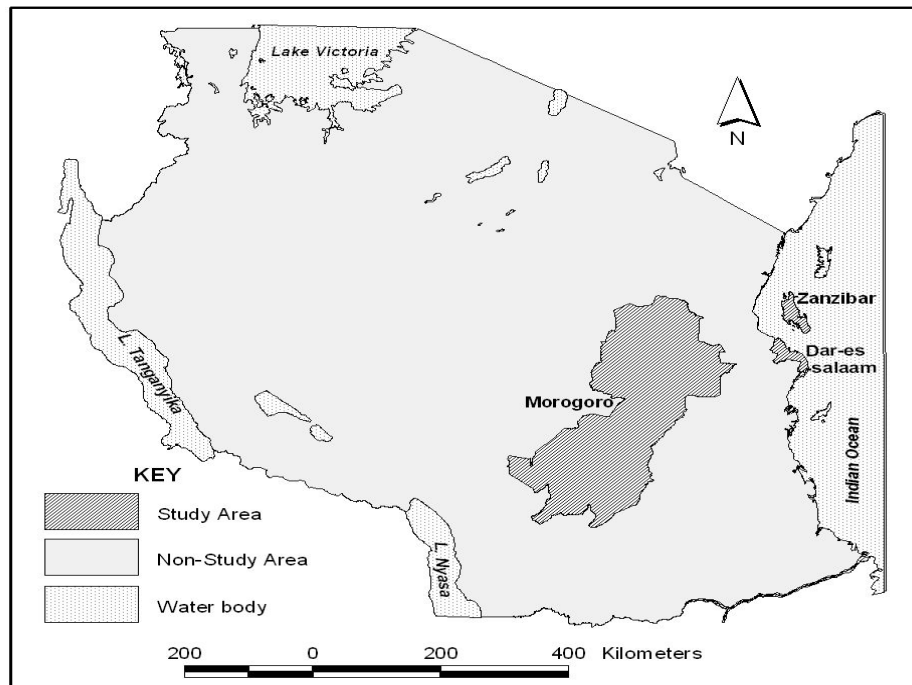 Lake Victoria
N
Zanzibar
Dar-es
salaam
L. Tanganyika
Morogoro
Indian Ocean
KEY
Study Area
Non-Study Area
L. Nyasa
Water body
200 0 200 400 Kilometers